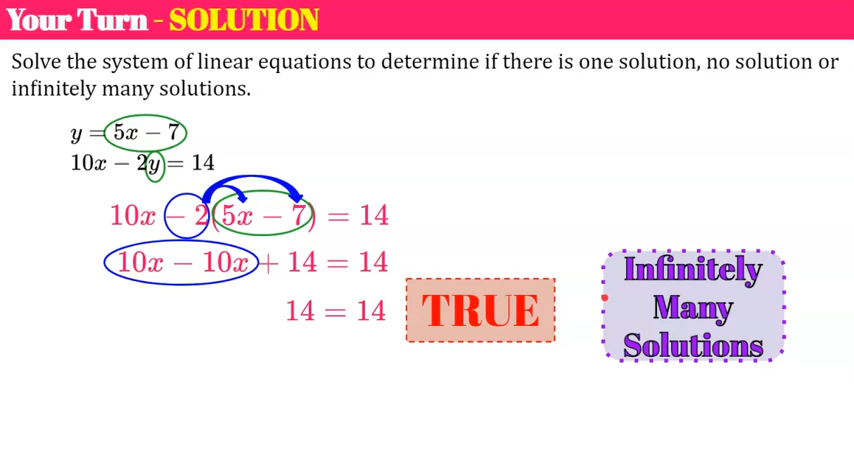 Your Turn - SOLUTION
Solve the system of linear equations to determine if there is one solution, no solution or
infinitely many solutions.
y = 5x − 7
10x − 2y = 14
10x − 2(5x − 7) = 14
10x − 10x + 14 = 14
14 = 14
TRUE
Infinitely
Many
Solutions